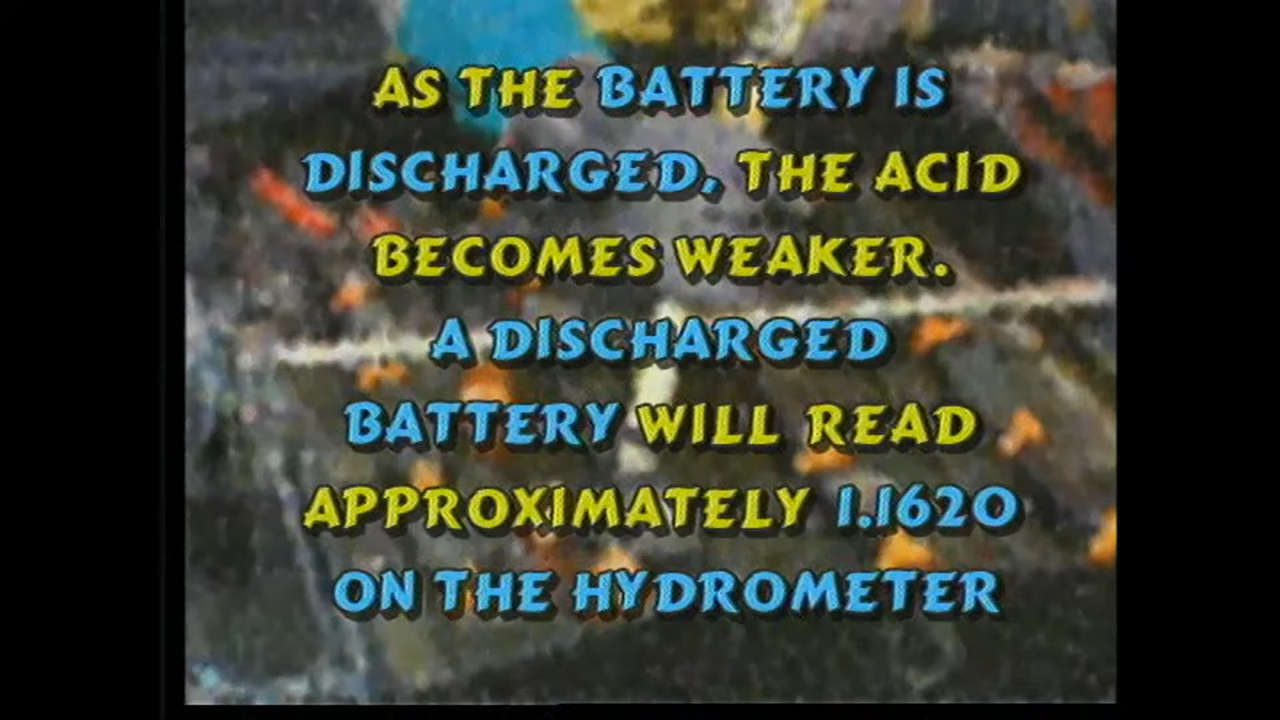 AS THE BATTERY IS
DISCHARGED, THE ACID
BECOMES WEAKER.
A DISCHARGED
BATTERY WILL READ
APPROXIMATELY 1.1620
ON THE HYDROMETER